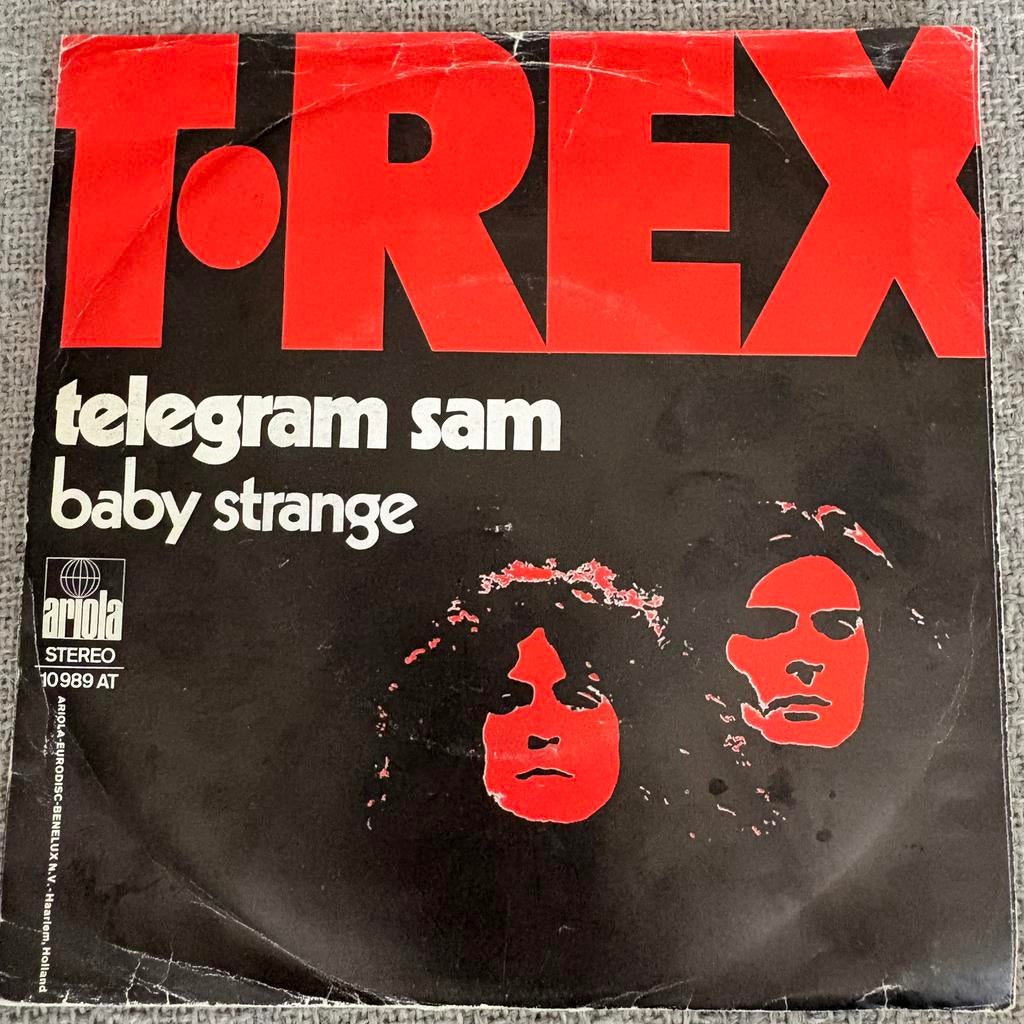 T·REX
telegram sam
baby strange
ariola
STEREO
10 989 AT
ARIOLA-EURODISC-BENELUX N.V. - Haarlem, Holland